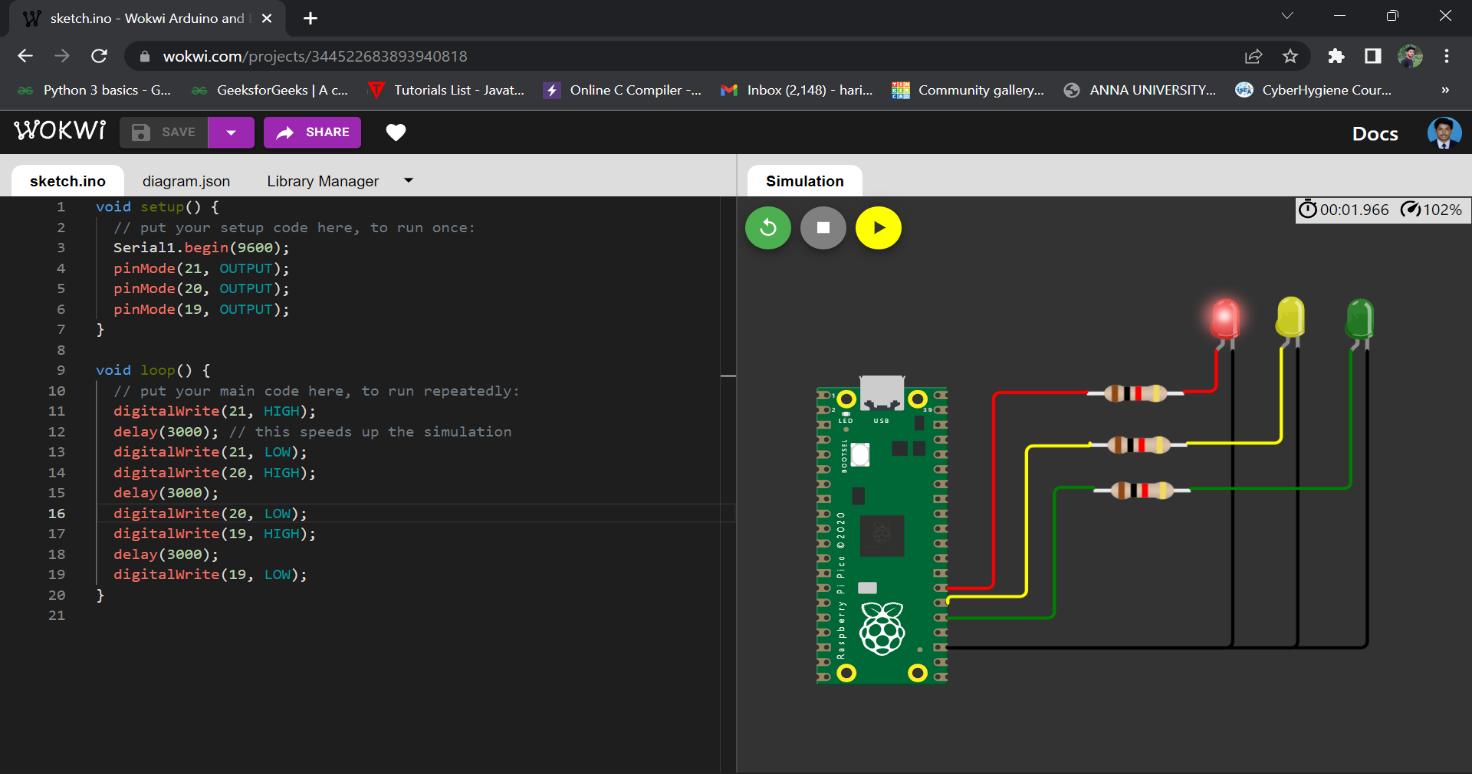 sketch.ino - Wokwi Arduino and
wokwi.com/projects/344522683893940818
Python 3 basics - G...
GeeksforGeeks | A c...
Tutorials List - Javat...
Online C Compiler -...
Inbox (2,148) - hari...
Community gallery...
ANNA UNIVERSITY...
CyberHygiene Cour...
»
WOKWI
SAVE
SHARE
Docs
sketch.ino
diagram.json
Library Manager
Simulation
1 void setup() {
2 // put your setup code here, to run once:
3 Serial1.begin(9600);
4 pinMode(21, OUTPUT);
5 pinMode(20, OUTPUT);
6 pinMode(19, OUTPUT);
7 }
8
9 void loop() {
10 // put your main code here, to run repeatedly:
11 digitalWrite(21, HIGH);
12 delay(3000); // this speeds up the simulation
13 digitalWrite(21, LOW);
14 digitalWrite(20, HIGH);
15 delay(3000);
16 digitalWrite(20, LOW);
17 digitalWrite(19, HIGH);
18 delay(3000);
19 digitalWrite(19, LOW);
20 }
21
00:01.966 102%
1
2
39
LED
USB
BOOTSEL
Raspberry Pi Pico ©2020